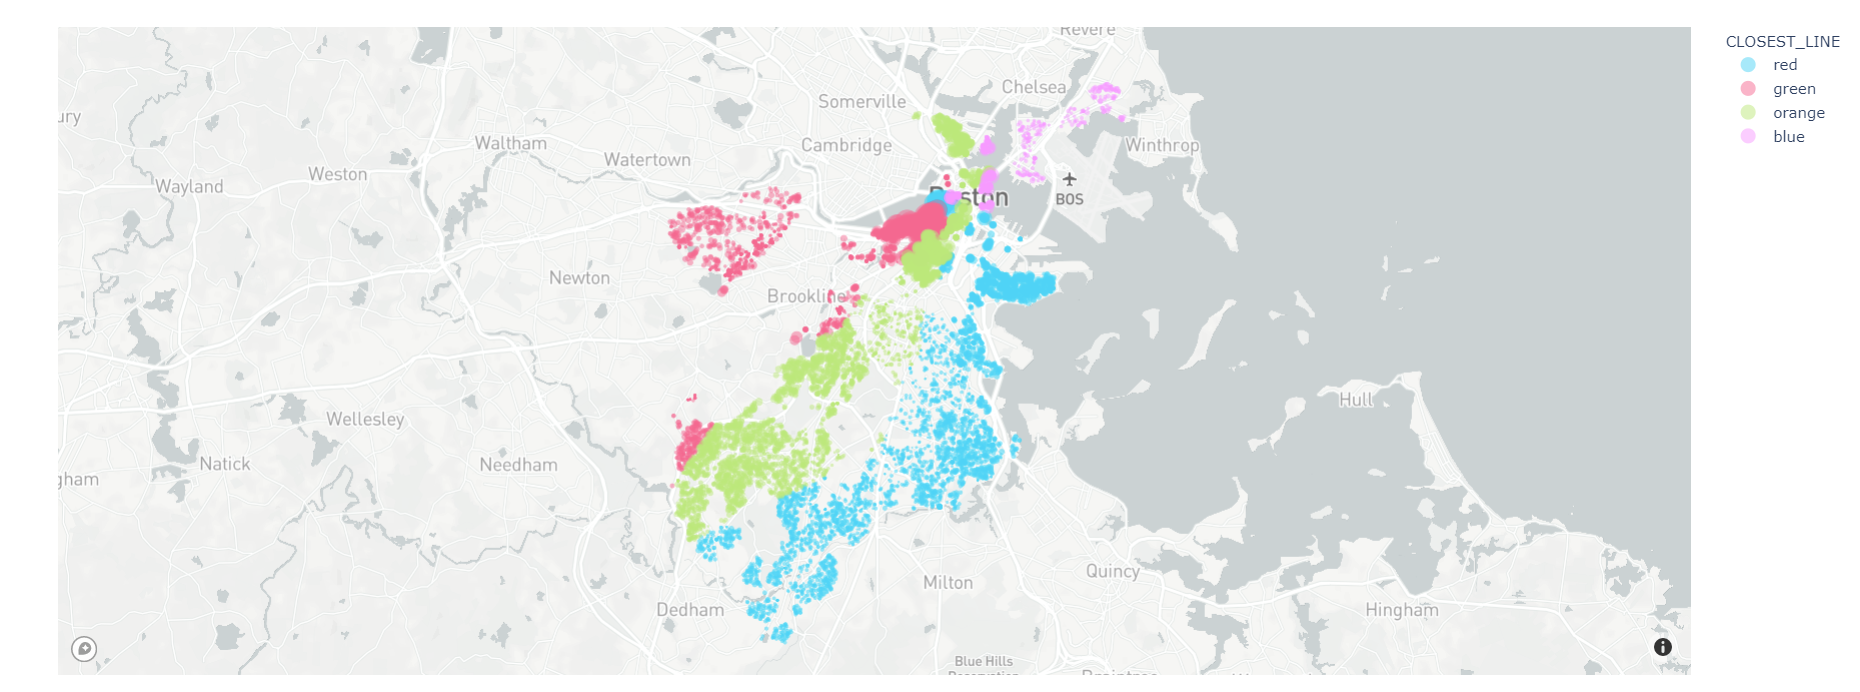 Revere
CLOSEST_LINE
red
green
orange
blue
Chelsea
Somerville
ury
Waltham
Cambridge
Winthrop
Watertown
Weston
Wayland
BOS
Newton
Brookline
Hull
Wellesley
Natick
Needham
gham
Quincy
Milton
Dedham
Hingham
Blue Hills